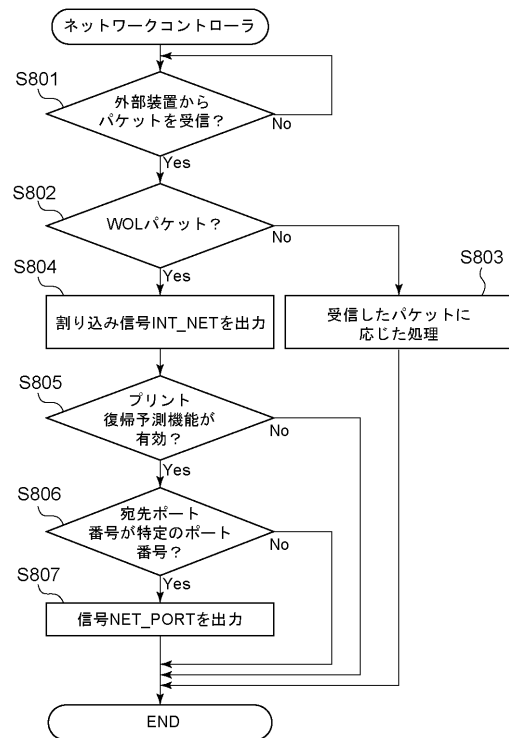 ネットワークコントローラ
S801
外部装置から
パケットを受信？
No
Yes
S802
WOLパケット？
No
Yes
S804
割り込み信号INT_NETを出力
S803
受信したパケットに
応じた処理
S805
プリント
復帰予測機能が
有効？
No
Yes
S806
宛先ポート
番号が特定のポート
番号？
No
Yes
S807
信号NET_PORTを出力
END